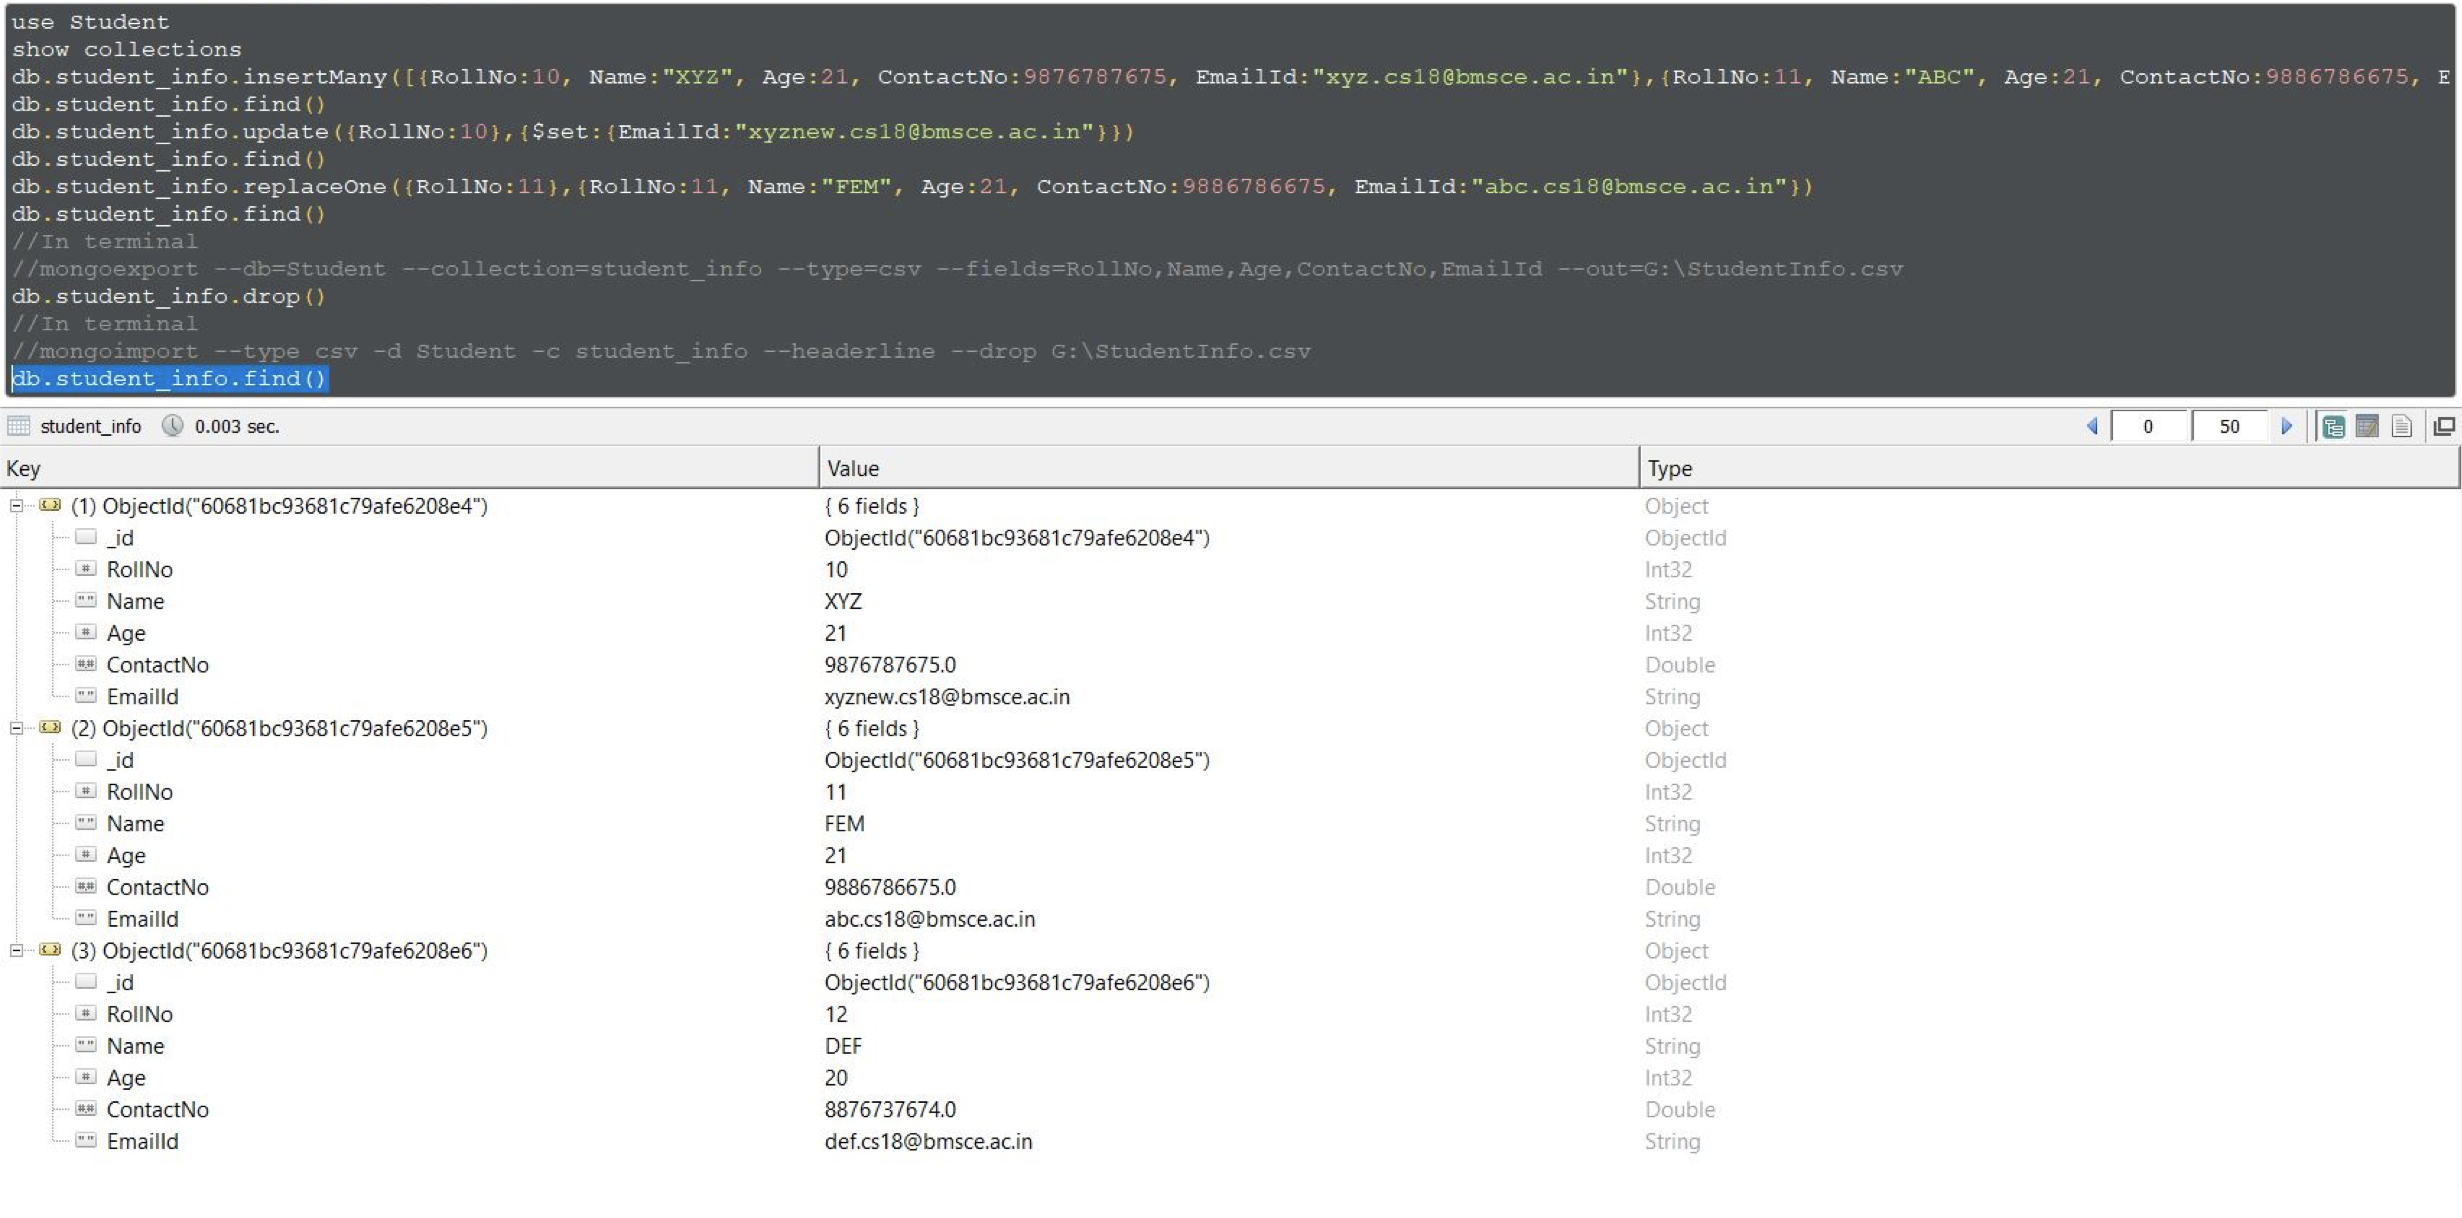 use Student
show collections
db.student_info.insertMany([{RollNo:10, Name:"XYZ", Age:21, ContactNo:9876787675, EmailId:"xyz.cs18@bmsce.ac.in"},{RollNo:11, Name:"ABC", Age:21, ContactNo:9886786675, E
db.student_info.find()
db.student_info.update({RollNo:10},{$set:{EmailId:"xyznew.cs18@bmsce.ac.in"}})
db.student_info.find()
db.student_info.replaceOne({RollNo:11},{RollNo:11, Name:"FEM", Age:21, ContactNo:9886786675, EmailId:"abc.cs18@bmsce.ac.in"})
db.student_info.find()
//In terminal
//mongoexport --db=Student --collection=student_info --type=csv --fields=RollNo,Name,Age,ContactNo,EmailId --out=G:\StudentInfo.csv
db.student_info.drop()
//In terminal
//mongoimport --type csv -d Student -c student_info --headerline --drop G:\StudentInfo.csv
db.student_info.find()
student_info 0.003 sec. 0 50
Key Value Type
(1) ObjectId("60681bc93681c79afe6208e4") { 6 fields } Object
_id ObjectId("60681bc93681c79afe6208e4") ObjectId
RollNo 10 Int32
Name XYZ String
Age 21 Int32
ContactNo 9876787675.0 Double
EmailId xyznew.cs18@bmsce.ac.in String
(2) ObjectId("60681bc93681c79afe6208e5") { 6 fields } Object
_id ObjectId("60681bc93681c79afe6208e5") ObjectId
RollNo 11 Int32
Name FEM String
Age 21 Int32
ContactNo 9886786675.0 Double
EmailId abc.cs18@bmsce.ac.in String
(3) ObjectId("60681bc93681c79afe6208e6") { 6 fields } Object
_id ObjectId("60681bc93681c79afe6208e6") ObjectId
RollNo 12 Int32
Name DEF String
Age 20 Int32
ContactNo 8876737674.0 Double
EmailId def.cs18@bmsce.ac.in String